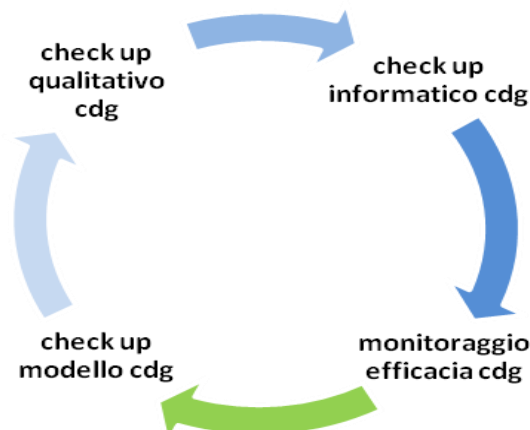 check up
qualitativo
cdg
check up
informatico cdg
monitoraggio
efficacia cdg
check up
modello cdg